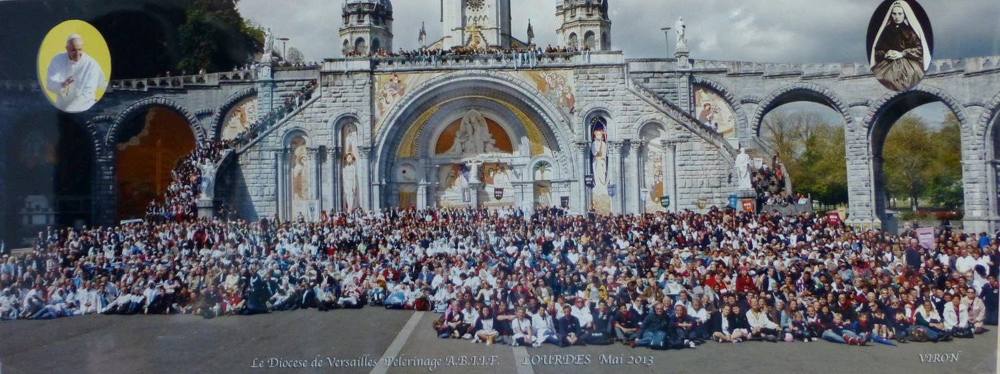 Le Diocese de Versailles Pelerinage A.B.I.I.F. LOURDES Mai 2013
VIRON